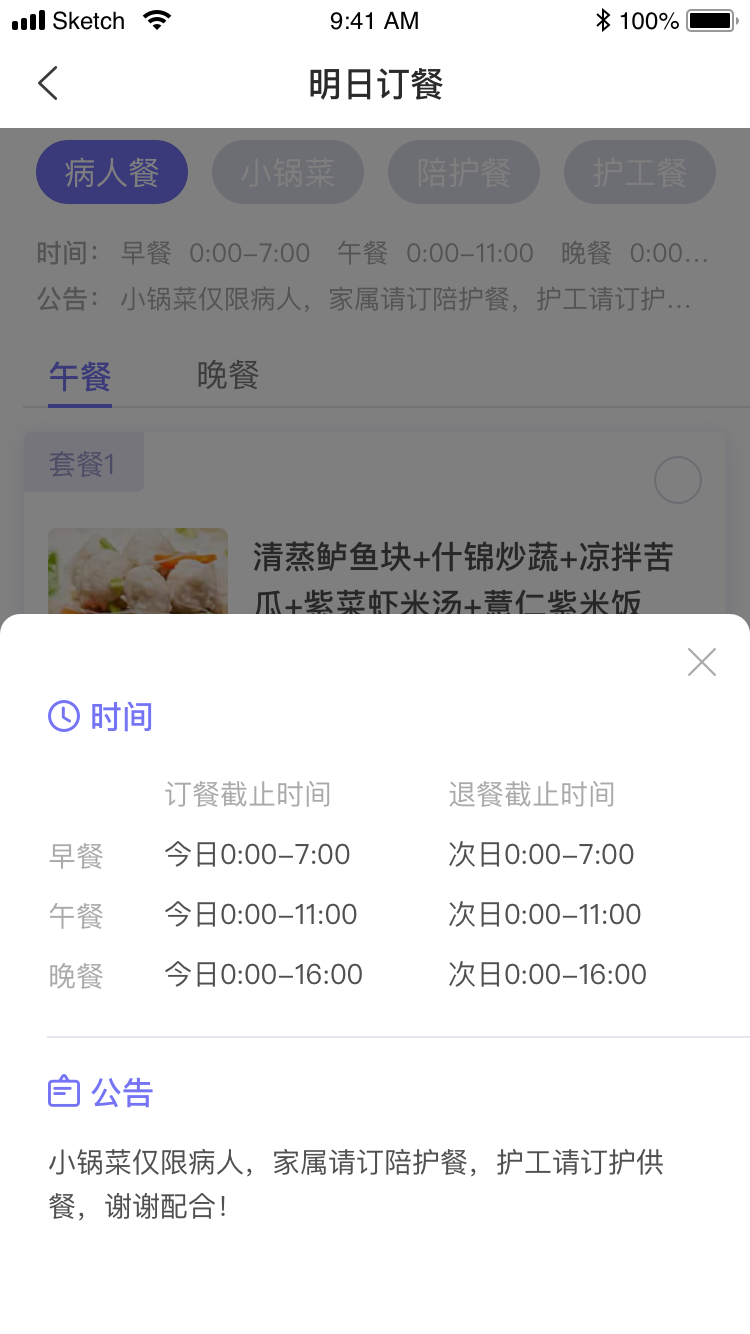 Sketch 9:41 AM 100%
明日订餐
病人餐 小锅菜 陪护餐 护工餐
时间： 早餐 0:00–7:00 午餐 0:00–11:00 晚餐 0:00...
公告： 小锅菜仅限病人，家属请订陪护餐，护工请订护...
午餐 晚餐
套餐1
清蒸鲈鱼块+什锦炒蔬+凉拌苦
瓜+紫菜虾米汤+薏仁紫米饭
时间
订餐截止时间 退餐截止时间
早餐 今日0:00–7:00 次日0:00–7:00
午餐 今日0:00–11:00 次日0:00–11:00
晚餐 今日0:00–16:00 次日0:00–16:00
公告
小锅菜仅限病人，家属请订陪护餐，护工请订护供
餐，谢谢配合！